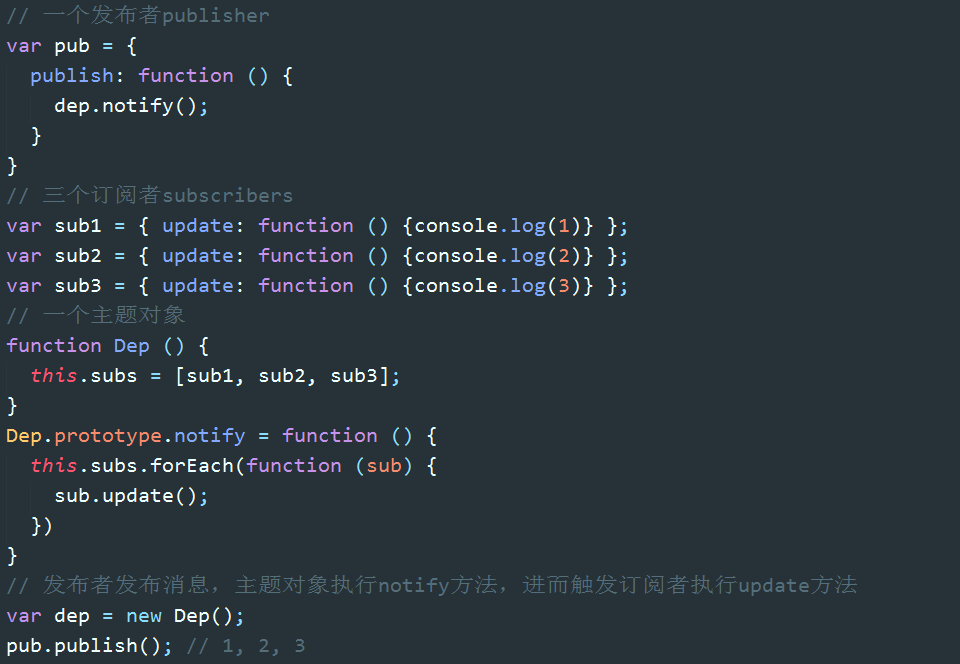 // 一个发布者publisher
var pub = {
  publish: function () {
    dep.notify();
  }
}
// 三个订阅者subscribers
var sub1 = { update: function () {console.log(1)} };
var sub2 = { update: function () {console.log(2)} };
var sub3 = { update: function () {console.log(3)} };
// 一个主题对象
function Dep () {
  this.subs = [sub1, sub2, sub3];
}
Dep.prototype.notify = function () {
  this.subs.forEach(function (sub) {
    sub.update();
  })
}
// 发布者发布消息，主题对象执行notify方法，进而触发订阅者执行update方法
var dep = new Dep();
pub.publish(); // 1, 2, 3